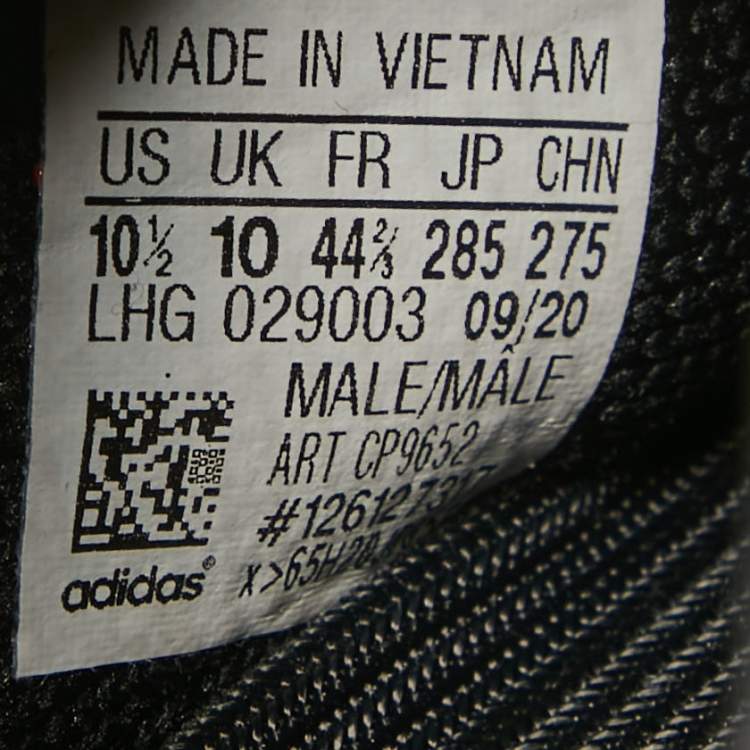 MADE IN VIETNAM
US UK FR JP CHN
10½ 10 44⅔ 285 275
LHG 029003 09/20
MALE/MÂLE
ART CP9652
#126127317
adidas®